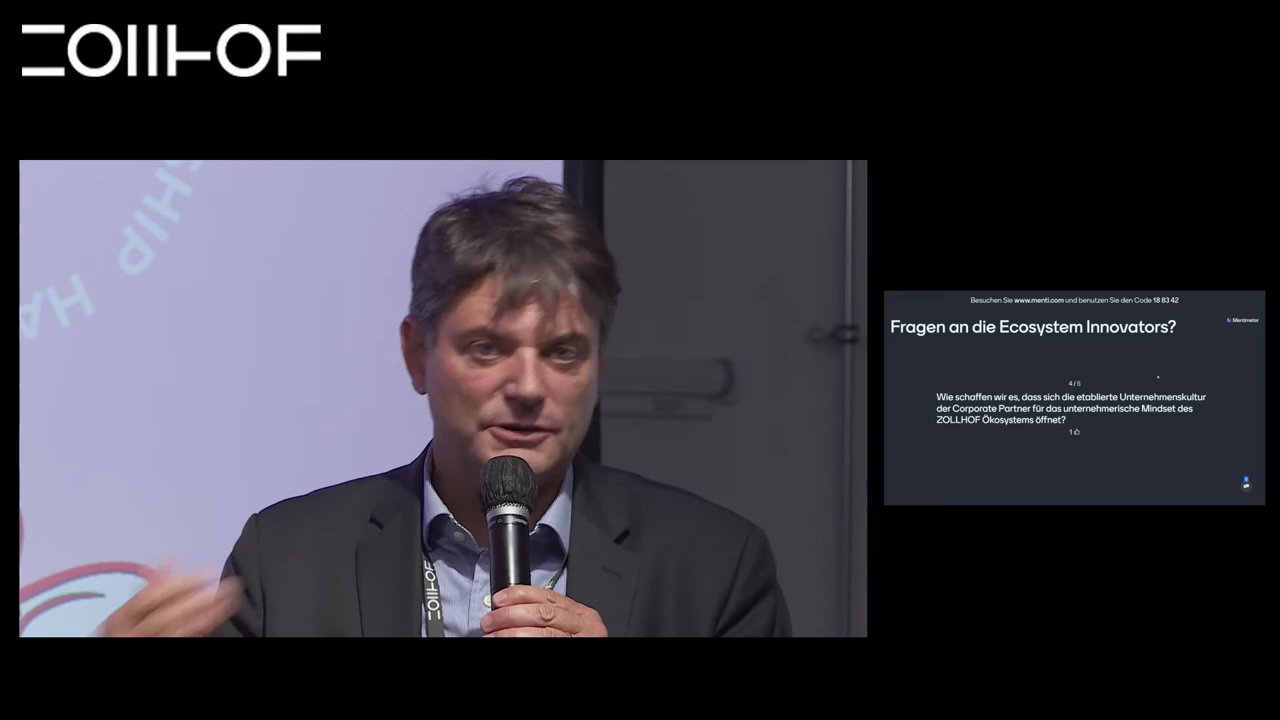 ZOLLHOF
SHIP
HA
ZOLLHOF
Besuchen Sie www.menti.com und benutzen Sie den Code 18 83 42
Mentimeter
Fragen an die Ecosystem Innovators?
4/5
Wie schaffen wir es, dass sich die etablierte Unternehmenskultur
der Corporate Partner für das unternehmerische Mindset des
ZOLLHOF Ökosystems öffnet?
1